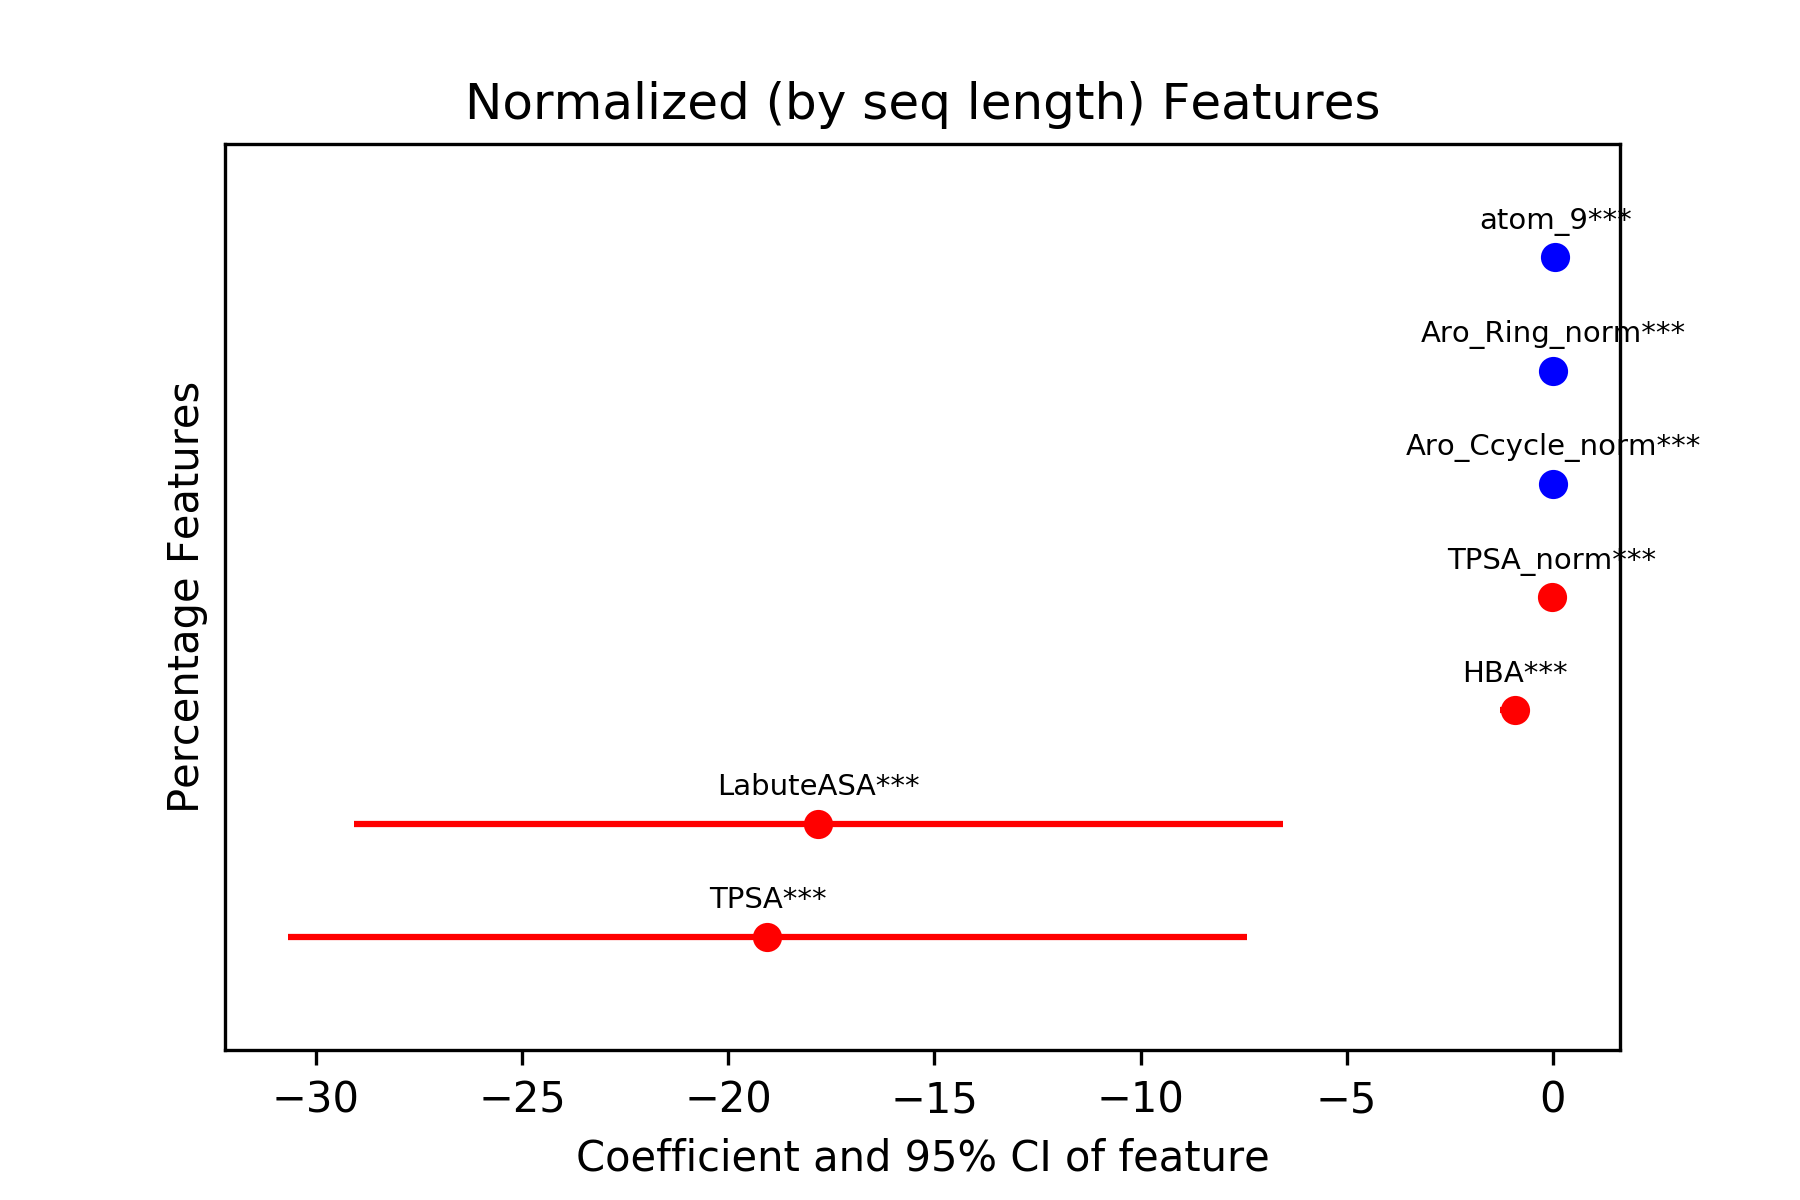 Normalized (by seq length) Features
atom_9***
Aro_Ring_norm***
Aro_Ccycle_norm***
TPSA_norm***
HBA***
LabuteASA***
TPSA***
Percentage Features
−30 −25 −20 −15 −10 −5 0
Coefficient and 95% CI of feature